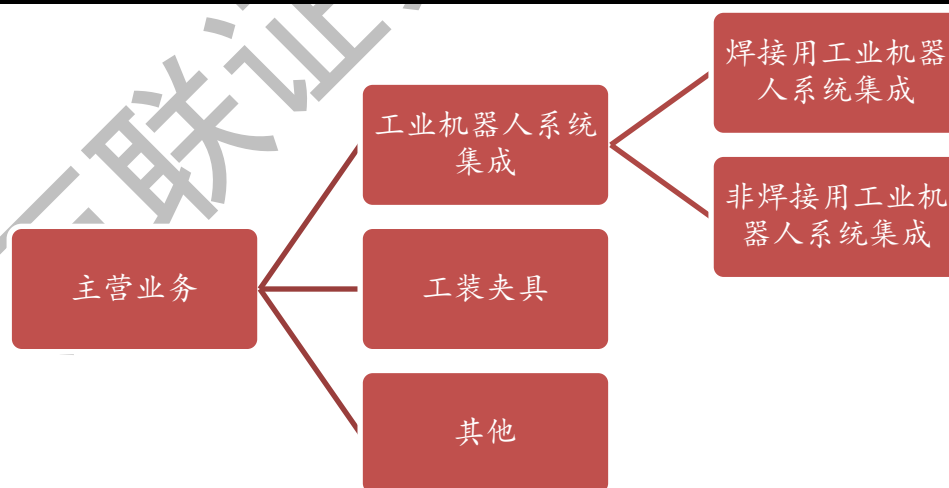 主营业务
工业机器人系统
集成
工装夹具
其他
焊接用工业机器
人系统集成
非焊接用工业机
器人系统集成
联证